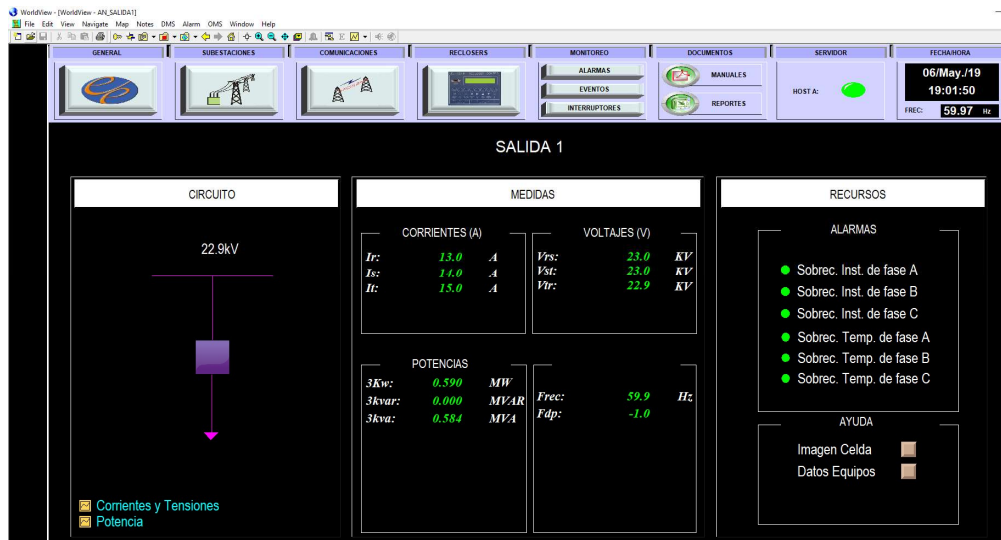 WorldView - [WorldView - AN_SALIDA1]
File Edit View Navigate Map Notes DMS Alarm OMS Window Help
GENERAL SUBESTACIONES COMUNICACIONES RECLOSERS MONITOREO DOCUMENTOS SERVIDOR FECHA/HORA
ALARMAS
EVENTOS
INTERRUPTORES
MANUALES
REPORTES
HOST A:
06/May./19
19:01:50
FREC: 59.97 Hz
SALIDA 1
CIRCUITO
22.9kV
Corrientes y Tensiones
Potencia
MEDIDAS
CORRIENTES (A)
Ir: 13.0 A
Is: 14.0 A
It: 15.0 A
VOLTAJES (V)
Vrs: 23.0 KV
Vst: 23.0 KV
Vtr: 22.9 KV
POTENCIAS
3Kw: 0.590 MW
3kvar: 0.000 MVAR
3kva: 0.584 MVA
Frec: 59.9 Hz
Fdp: -1.0
RECURSOS
ALARMAS
Sobrec. Inst. de fase A
Sobrec. Inst. de fase B
Sobrec. Inst. de fase C
Sobrec. Temp. de fase A
Sobrec. Temp. de fase B
Sobrec. Temp. de fase C
AYUDA
Imagen Celda
Datos Equipos